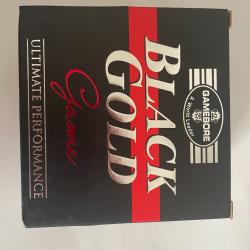 GAMEBORE
A World Leader
BLACK
GOLD
Game
ULTIMATE PERFORMANCE